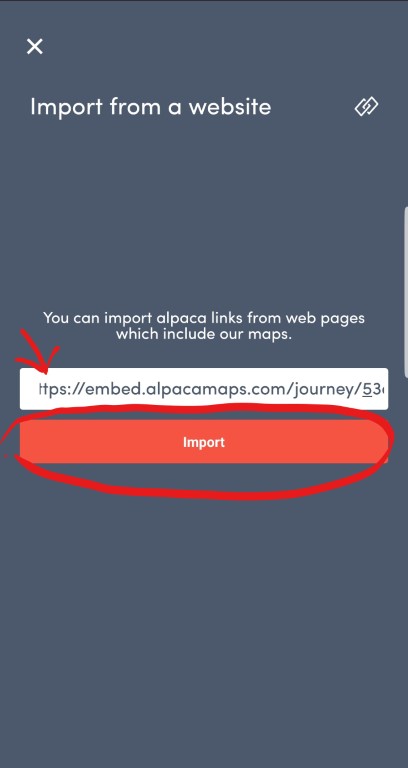 Import from a website
You can import alpaca links from web pages
which include our maps.
ttps://embed.alpacamaps.com/journey/53
Import